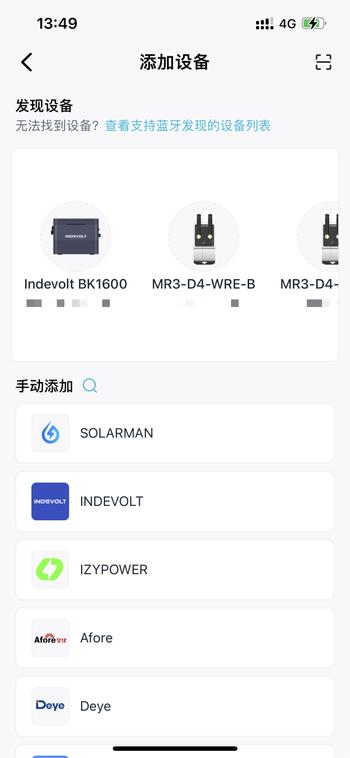 13:49
4G
添加设备
发现设备
无法找到设备？查看支持蓝牙发现的设备列表
INDEVOLT
Indevolt BK1600
MR3-D4-WRE-B
MR3-D4-
手动添加
SOLARMAN
INDEVOLT
INDEVOLT
IZYPOWER
Afore
Afore
Deye
Deye